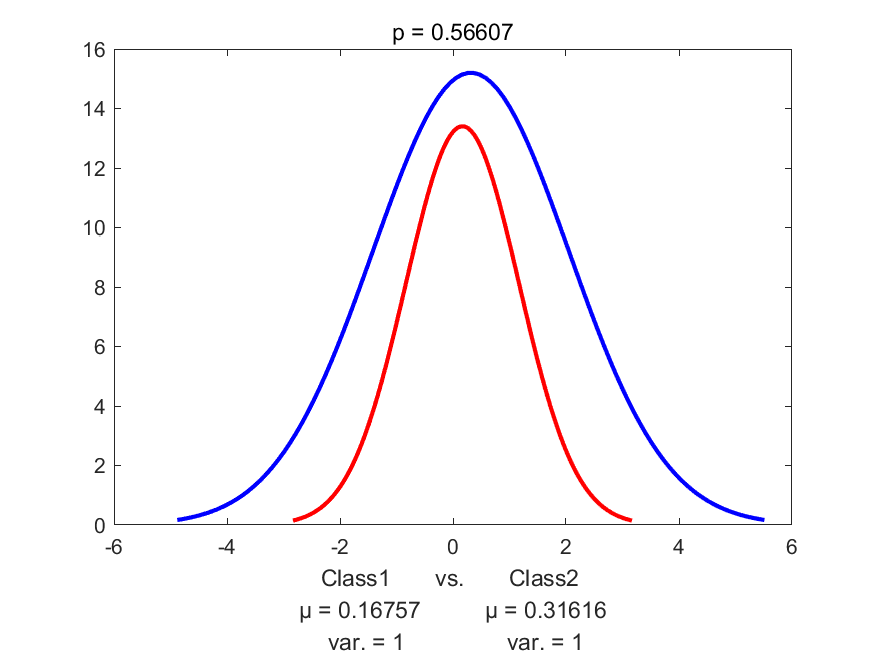 p = 0.56607
16
14
12
10
8
6
4
2
0
-6 -4 -2 0 2 4 6
Class1 vs. Class2
μ = 0.16757 μ = 0.31616
var. = 1 var. = 1